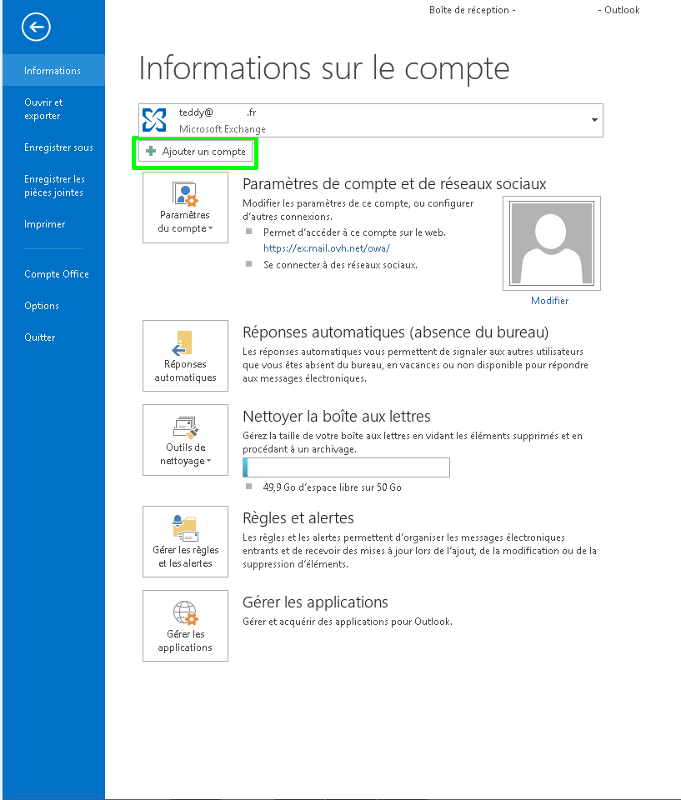 Boîte de réception - - Outlook
Informations
Ouvrir et
exporter
Enregistrer sous
Enregistrer les
pièces jointes
Imprimer
Compte Office
Options
Quitter
Informations sur le compte
teddy@ .fr
Microsoft Exchange
Ajouter un compte
Paramètres
du compte
Paramètres de compte et de réseaux sociaux
Modifier les paramètres de ce compte, ou configurer
d'autres connexions.
Permet d'accéder à ce compte sur le web.
https://ex.mail.ovh.net/owa/
Se connecter à des réseaux sociaux.
Modifier
Réponses
automatiques
Réponses automatiques (absence du bureau)
Les réponses automatiques vous permettent de signaler aux autres utilisateurs
que vous êtes absent du bureau, en vacances ou non disponible pour répondre
aux messages électroniques.
Outils de
nettoyage
Nettoyer la boîte aux lettres
Gérez la taille de votre boîte aux lettres en vidant les éléments supprimés et en
procédant à un archivage.
49,9 Go d'espace libre sur 50 Go
Gérer les règles
et les alertes
Règles et alertes
Les règles et les alertes permettent d'organiser les messages électroniques
entrants et de recevoir des mises à jour lors de l'ajout, de la modification ou de la
suppression d'éléments.
Gérer les
applications
Gérer les applications
Gérer et acquérir des applications pour Outlook.